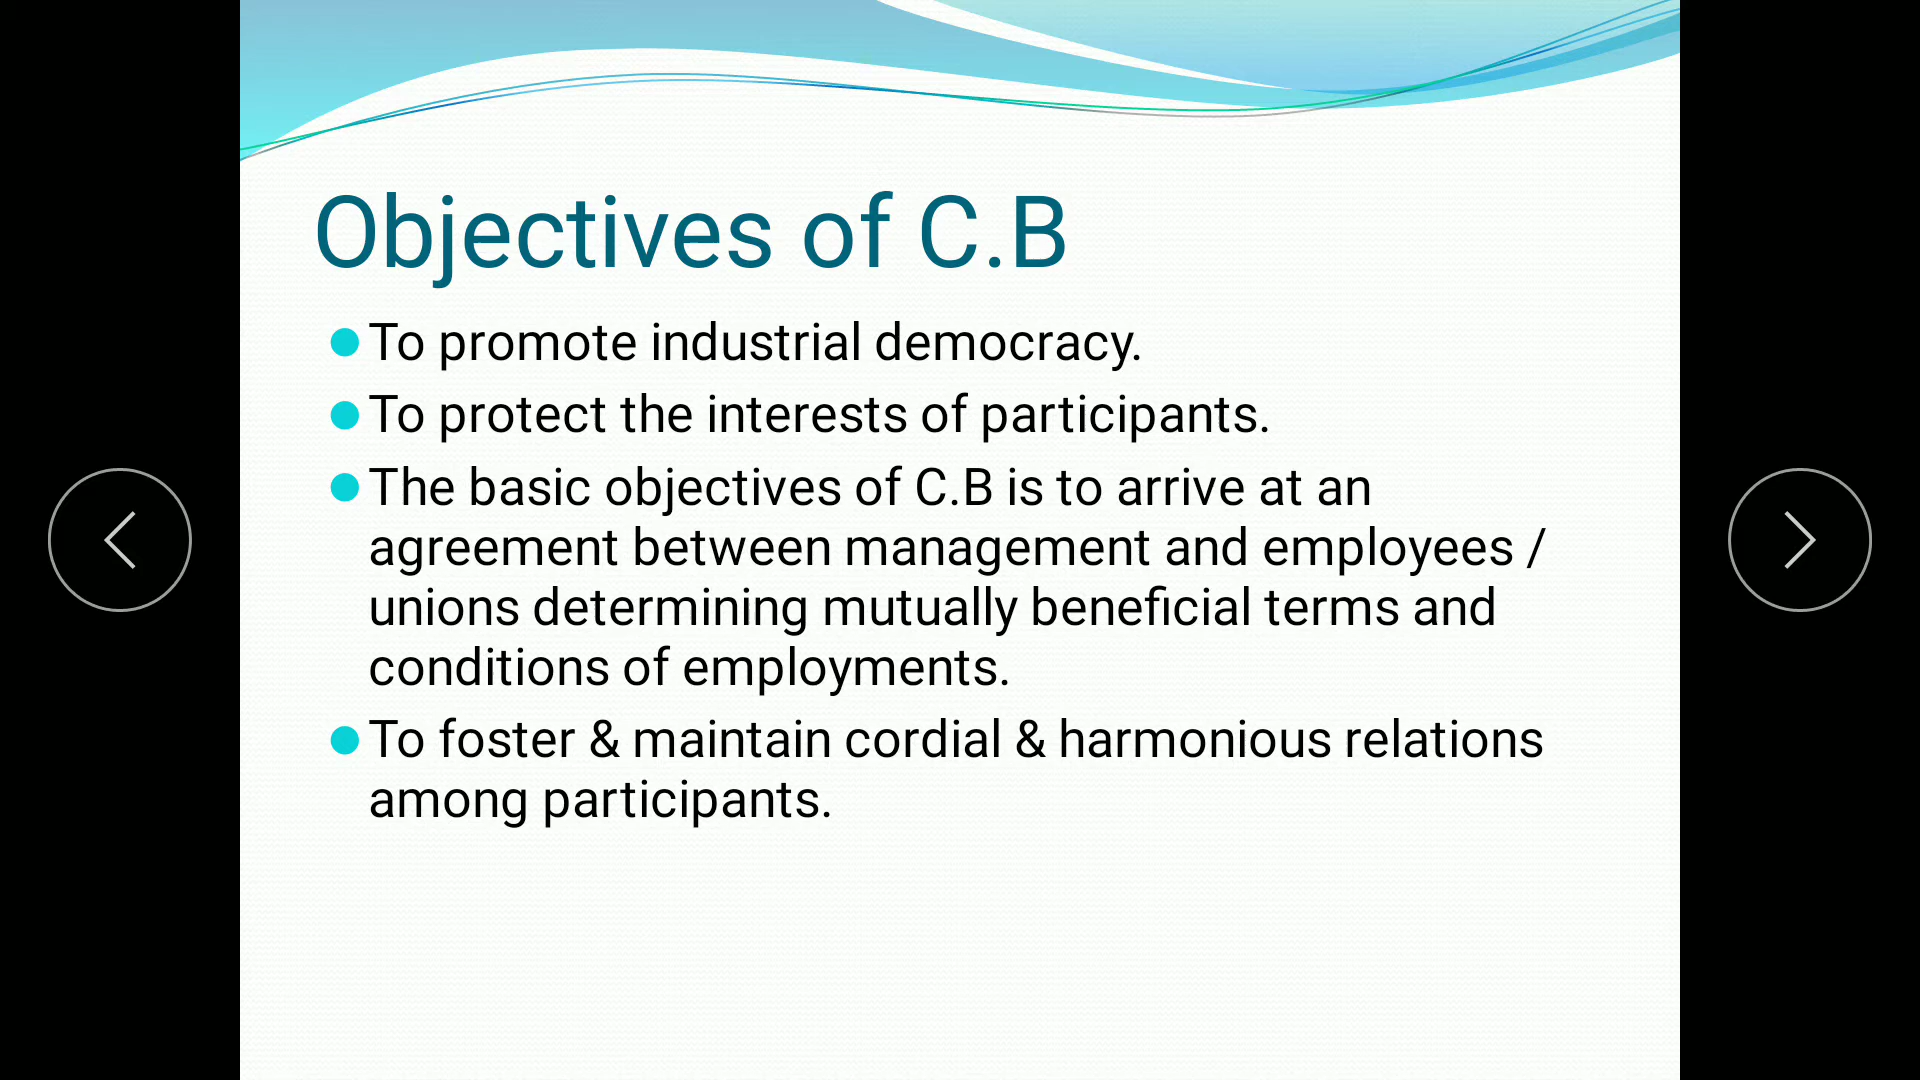 Objectives of C.B
To promote industrial democracy.
To protect the interests of participants.
The basic objectives of C.B is to arrive at an
agreement between management and employees /
unions determining mutually beneficial terms and
conditions of employments.
To foster & maintain cordial & harmonious relations
among participants.